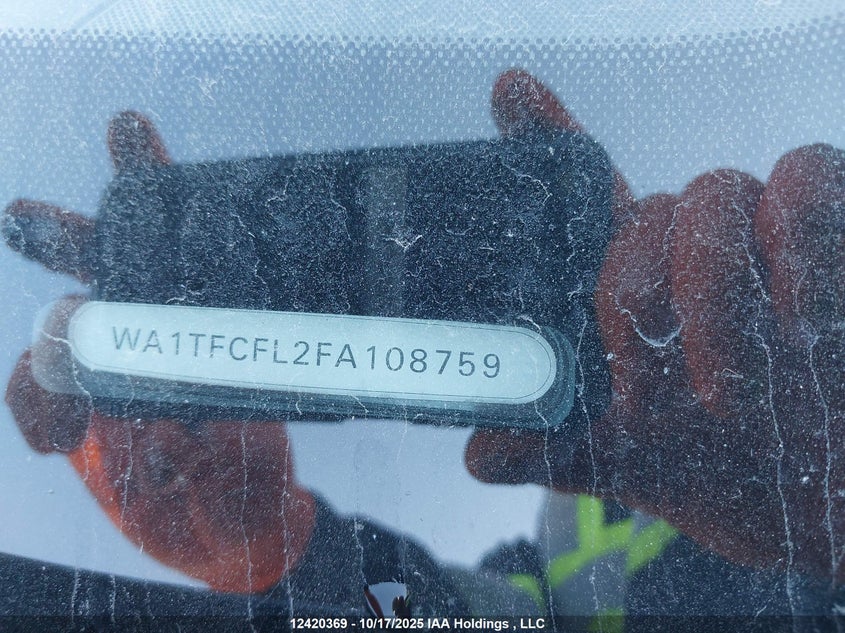 WA1TFCFL2FA108759
12420369 - 10/17/2025 IAA Holdings , LLC